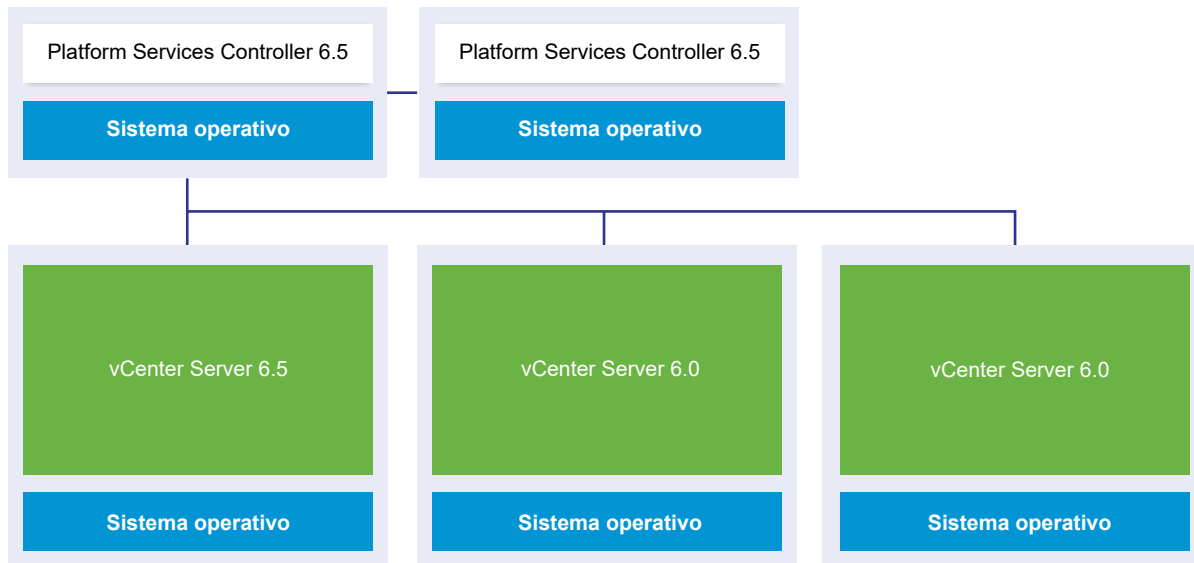 Platform Services Controller 6.5
Platform Services Controller 6.5
Sistema operativo
Sistema operativo
vCenter Server 6.5
vCenter Server 6.0
vCenter Server 6.0
Sistema operativo
Sistema operativo
Sistema operativo